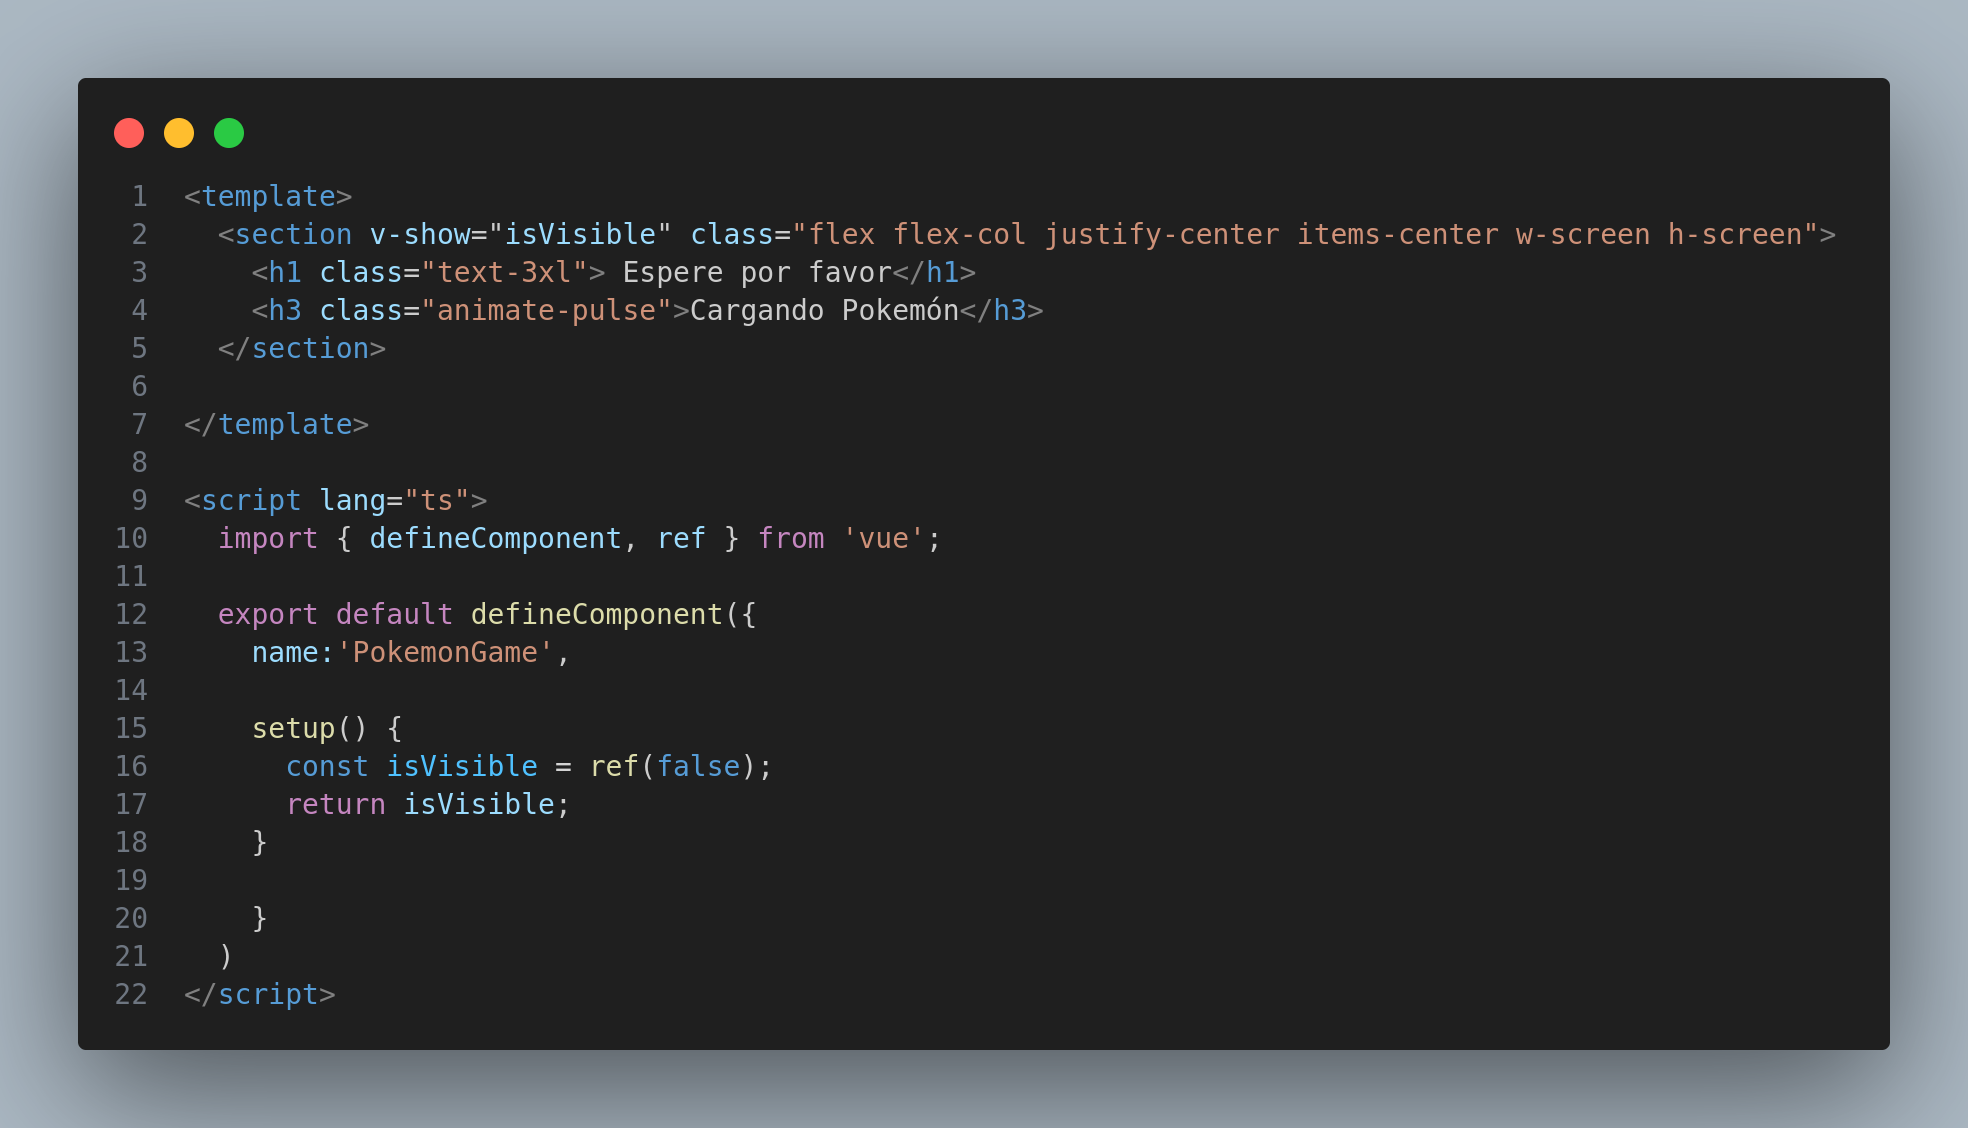 1 <template>
2   <section v-show="isVisible" class="flex flex-col justify-center items-center w-screen h-screen">
3     <h1 class="text-3xl"> Espere por favor</h1>
4     <h3 class="animate-pulse">Cargando Pokemón</h3>
5   </section>
6
7 </template>
8
9 <script lang="ts">
10   import { defineComponent, ref } from 'vue';
11
12   export default defineComponent({
13     name:'PokemonGame',
14
15     setup() {
16       const isVisible = ref(false);
17       return isVisible;
18     }
19
20     }
21   )
22 </script>